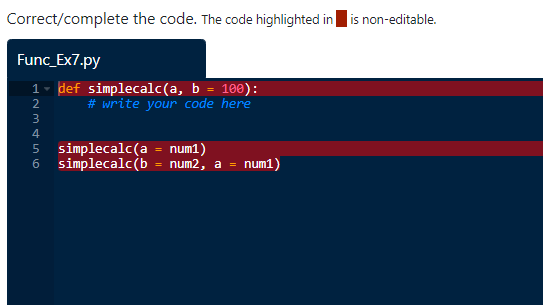 Correct/complete the code. The code highlighted in is non-editable.
Func_Ex7.py
1 def simplecalc(a, b = 100):
2     # write your code here
3
4
5 simplecalc(a = num1)
6 simplecalc(b = num2, a = num1)